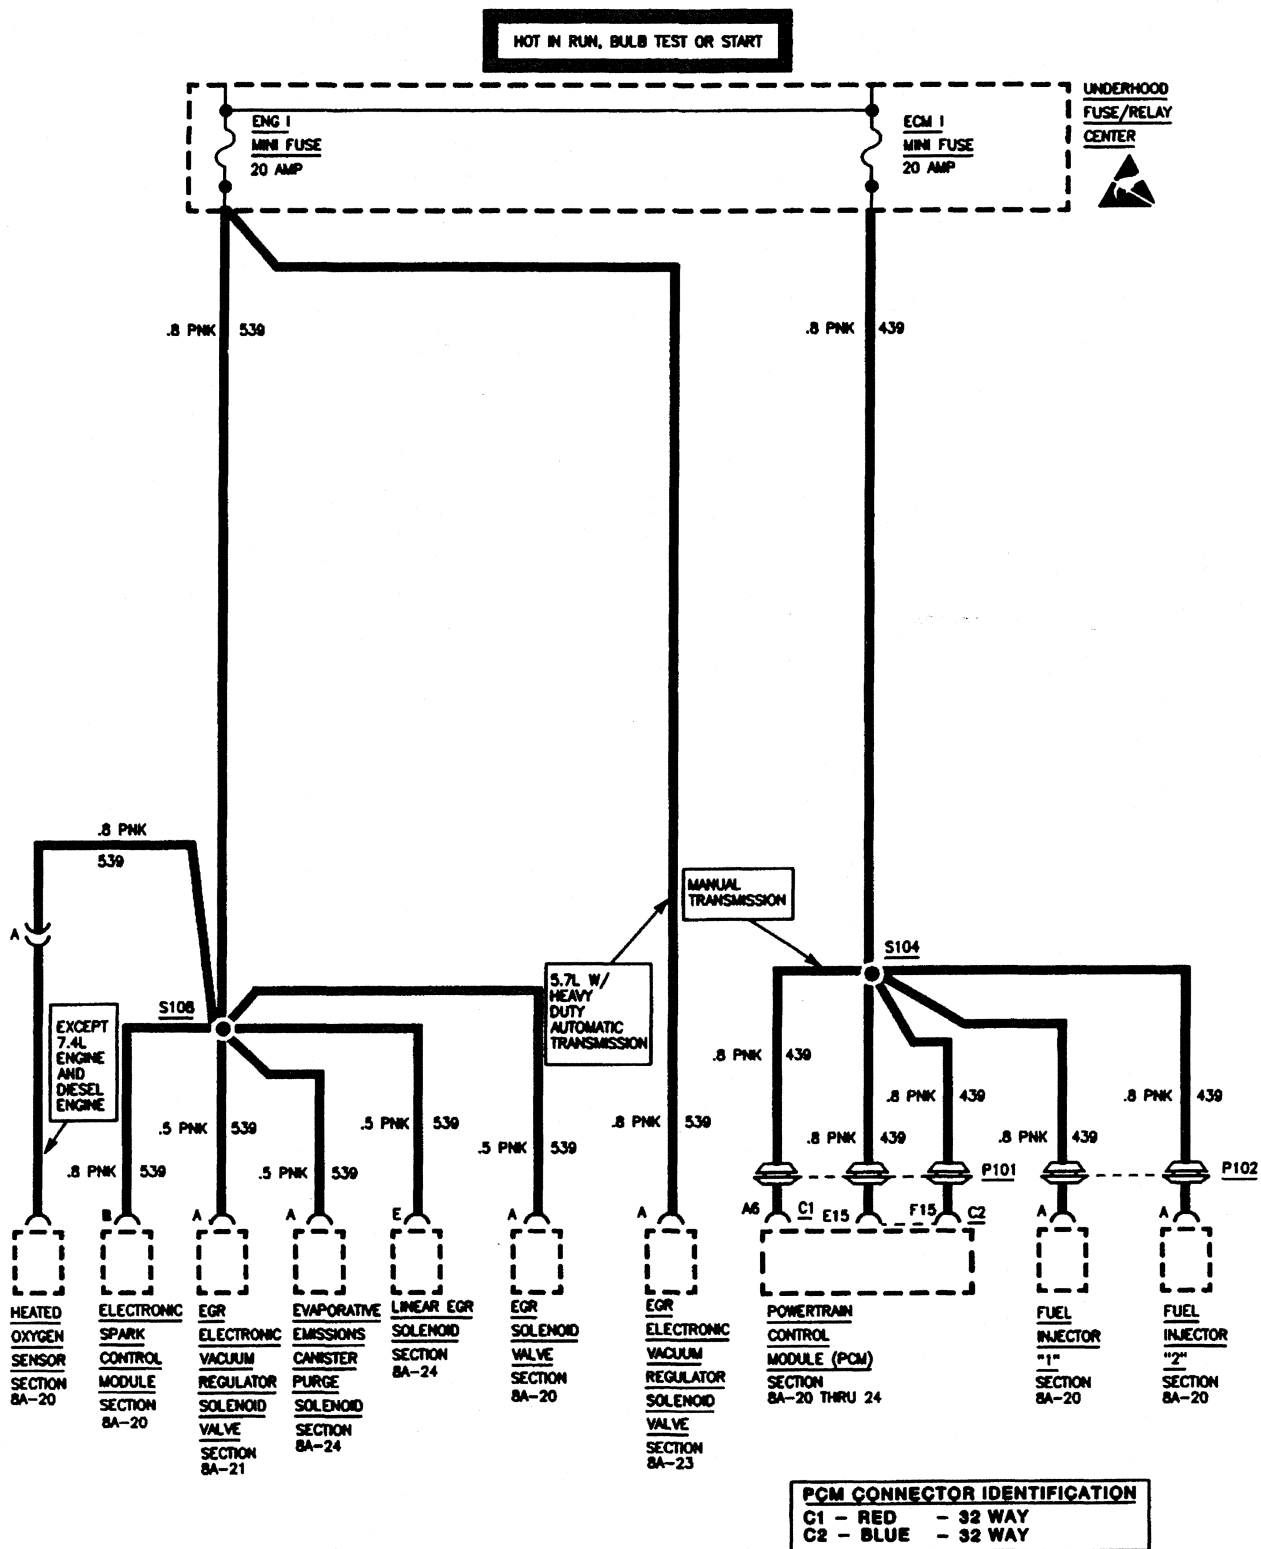 HOT IN RUN, BULB TEST OR START
UNDERHOOD
FUSE/RELAY
CENTER
ENG I
MINI FUSE
20 AMP
ECM I
MINI FUSE
20 AMP
.8 PNK 539
.8 PNK 439
.8 PNK
539
A
MANUAL
TRANSMISSION
S104
S108
5.7L W/
HEAVY
DUTY
AUTOMATIC
TRANSMISSION
EXCEPT
7.4L
ENGINE
AND
DIESEL
ENGINE
.8 PNK 439
.8 PNK 439
.8 PNK 439
.5 PNK 539
.5 PNK 539
.8 PNK 539
.8 PNK 439
.8 PNK 439
.5 PNK 539
.8 PNK 539
.5 PNK 539
P101
P102
B
A
A
E
A
A
A6
C1
E15
F15
C2
A
A
HEATED
OXYGEN
SENSOR
SECTION
8A-20
ELECTRONIC
SPARK
CONTROL
MODULE
SECTION
8A-20
EGR
ELECTRONIC
VACUUM
REGULATOR
SOLENOID
VALVE
SECTION
8A-21
EVAPORATIVE
EMISSIONS
CANISTER
PURGE
SOLENOID
SECTION
8A-24
LINEAR EGR
SOLENOID
SECTION
8A-24
EGR
SOLENOID
VALVE
SECTION
8A-20
EGR
ELECTRONIC
VACUUM
REGULATOR
SOLENOID
VALVE
SECTION
8A-23
POWERTRAIN
CONTROL
MODULE (PCM)
SECTION
8A-20 THRU 24
FUEL
INJECTOR
"1"
SECTION
8A-20
FUEL
INJECTOR
"2"
SECTION
8A-20
PCM CONNECTOR IDENTIFICATION
C1 - RED - 32 WAY
C2 - BLUE - 32 WAY